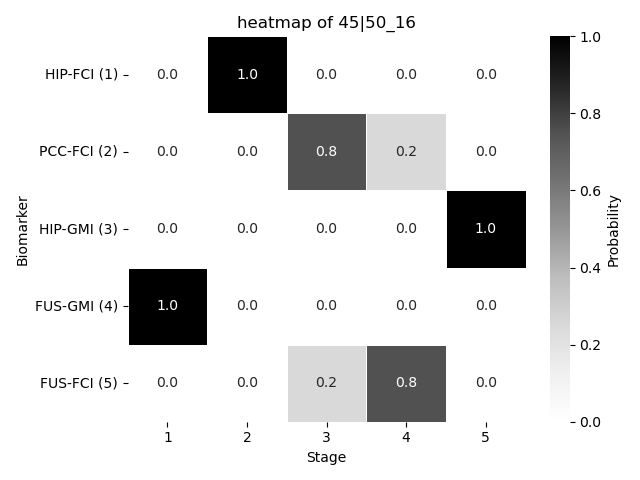 heatmap of 45|50_16
HIP-FCI (1) 0.0 1.0 0.0 0.0 0.0
PCC-FCI (2) 0.0 0.0 0.8 0.2 0.0
HIP-GMI (3) 0.0 0.0 0.0 0.0 1.0
FUS-GMI (4) 1.0 0.0 0.0 0.0 0.0
FUS-FCI (5) 0.0 0.0 0.2 0.8 0.0
1 2 3 4 5
Stage
Biomarker
1.0
0.8
0.6
0.4
0.2
0.0
Probability